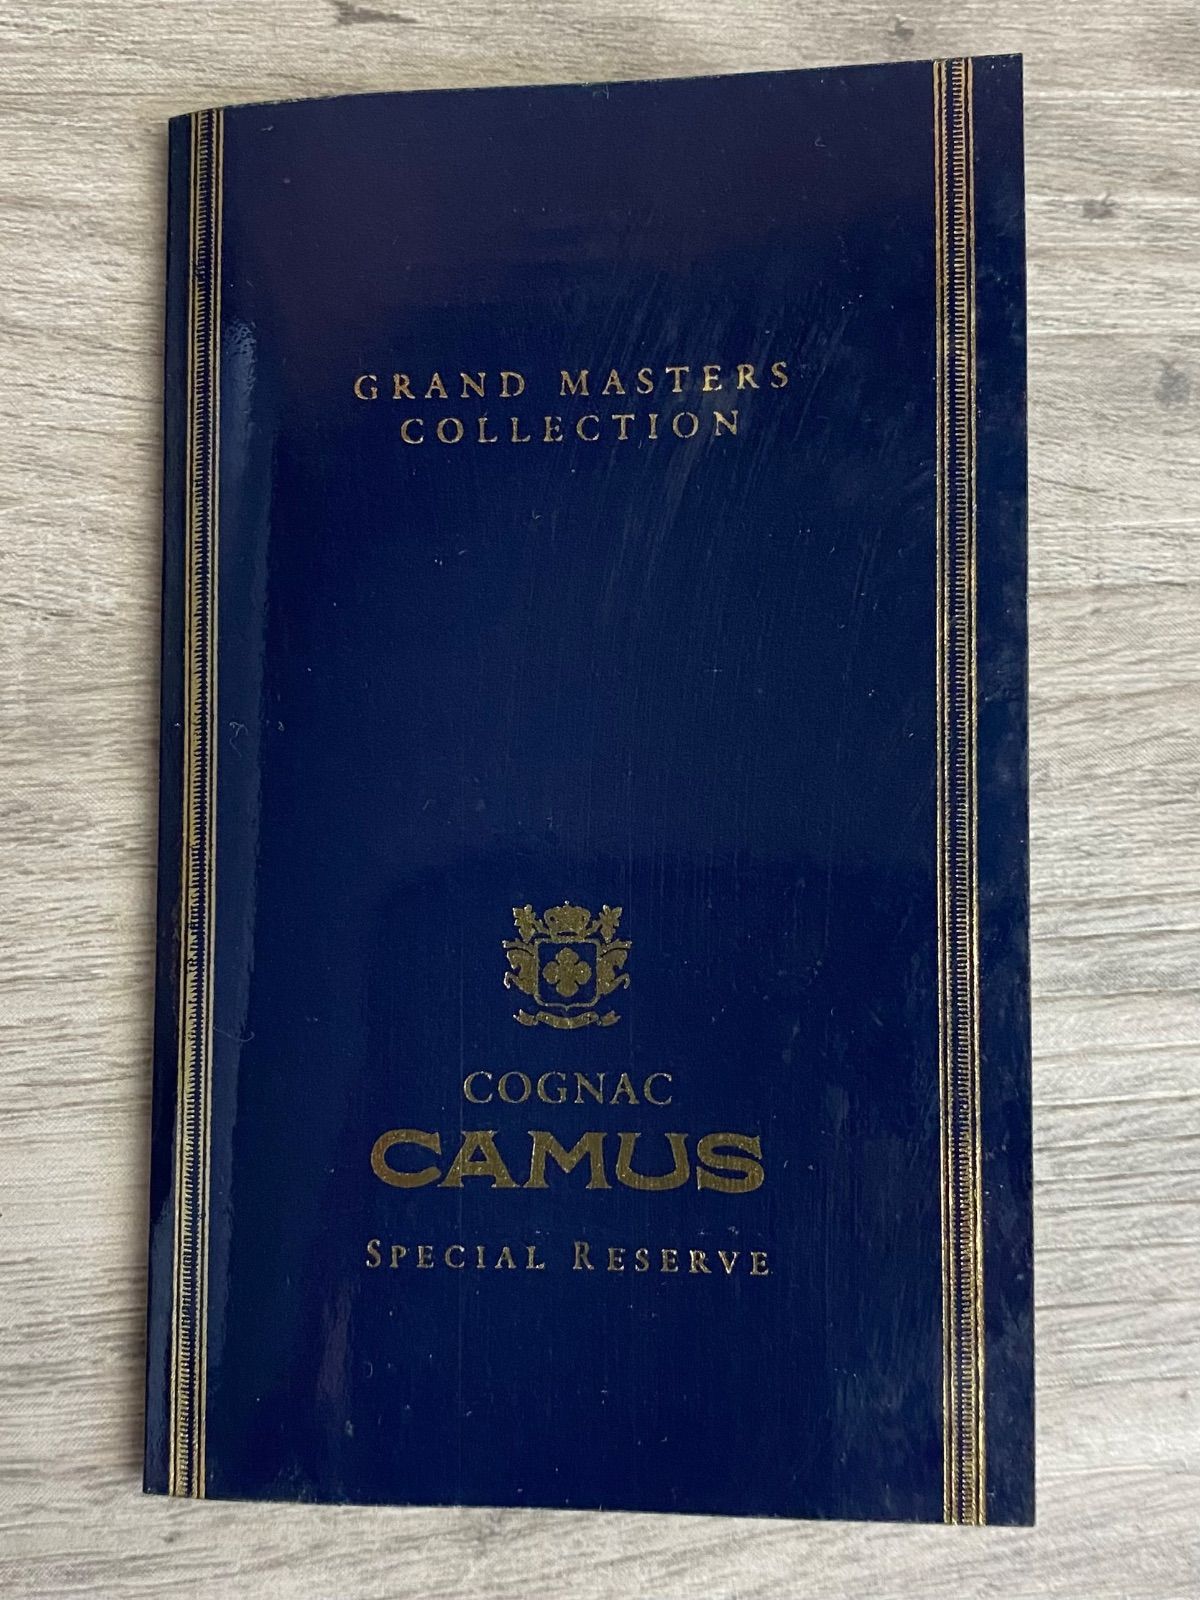 GRAND MASTERS
COLLECTION
COGNAC
CAMUS
SPECIAL RESERVE